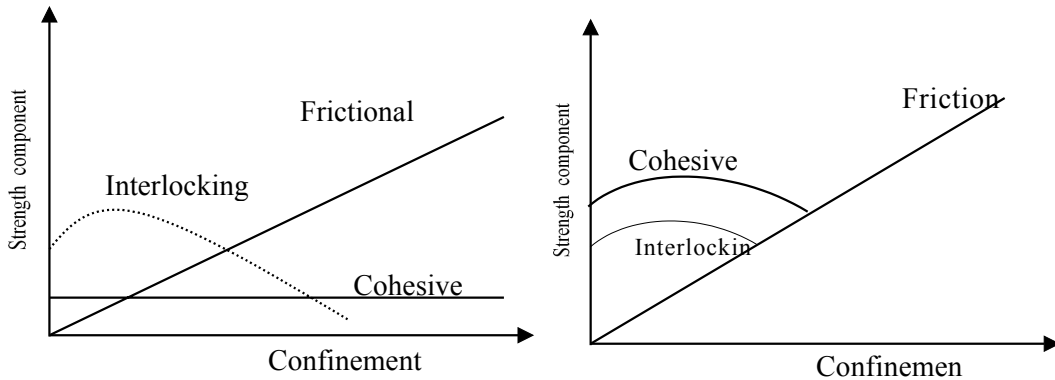 Strength component
Frictional
Interlocking
Cohesive
Confinement
Strength component
Friction
Cohesive
Interlockin
Confinemen